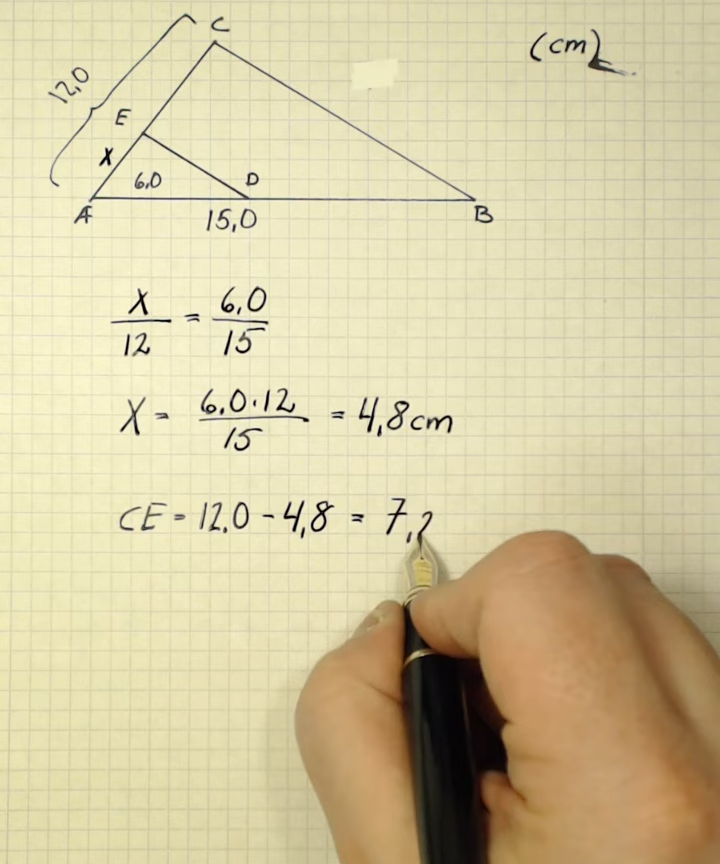 C
(cm)
12,0
E
X
6,0
D
A
15,0
B
X/12 = 6,0/15
X = 6,0·12/15 = 4,8cm
CE = 12,0 - 4,8 = 7,2